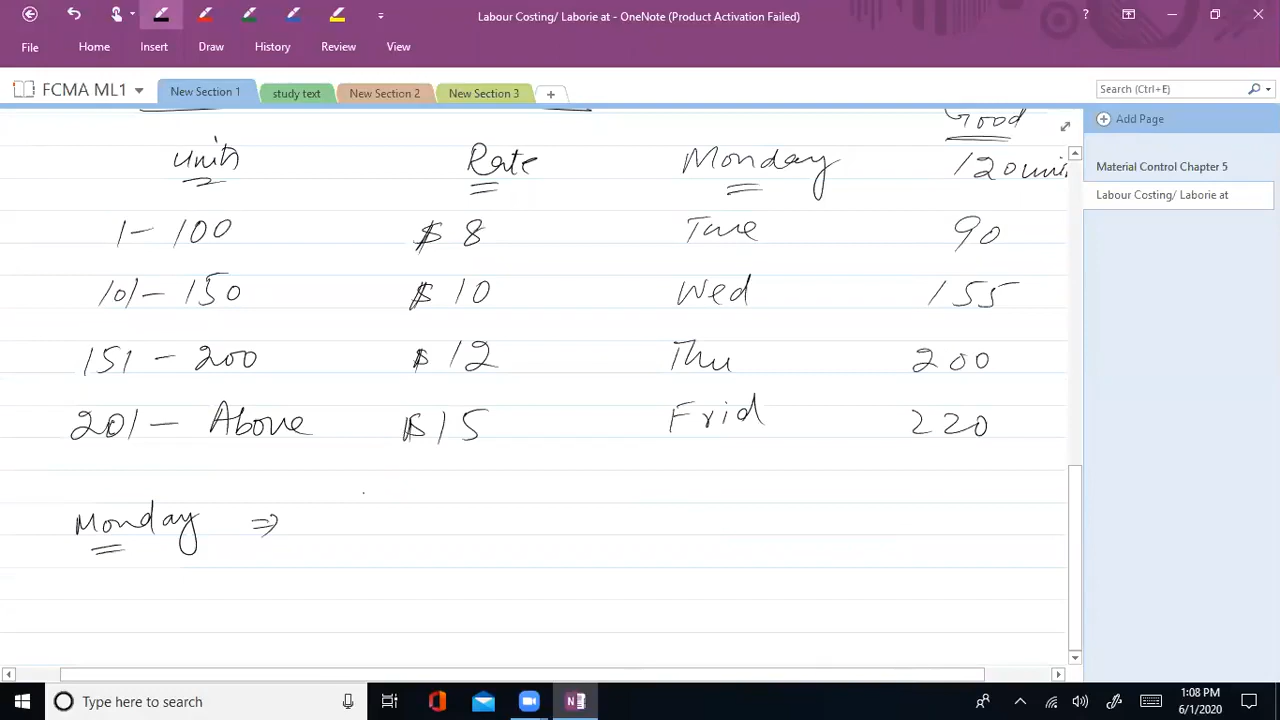 Labour Costing/ Laborie at - OneNote (Product Activation Failed)
File Home Insert Draw History Review View
FCMA ML1 New Section 1 study text New Section 2 New Section 3 Search (Ctrl+E)
Add Page
Material Control Chapter 5
Labour Costing/ Laborie at
Good
Units Rate Monday 120 uni
1 - 100 $ 8 Tue 90
101 - 150 $ 10 Wed 155
151 - 200 $ 12 Thu 200
201 - Above $ 15 Frid 220
Monday ⇒
Type here to search
1:08 PM
6/1/2020